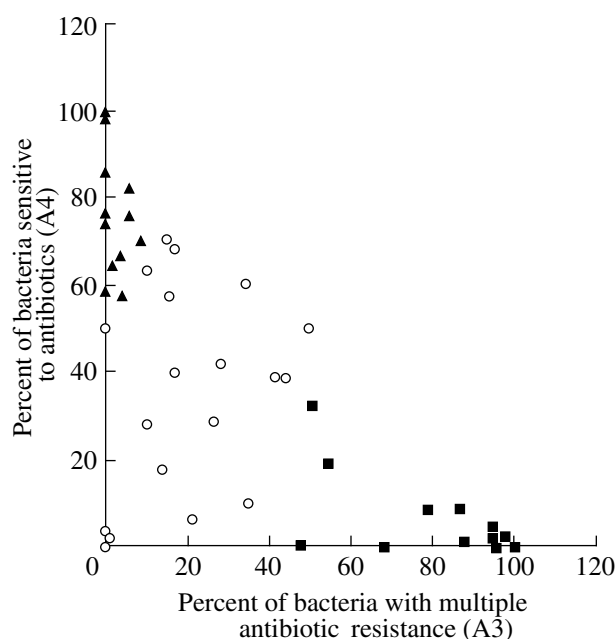 120
100
80
60
40
20
Percent of bacteria sensitive
to antibiotics (A4)
0 20 40 60 80 100 120
Percent of bacteria with multiple
antibiotic resistance (A3)